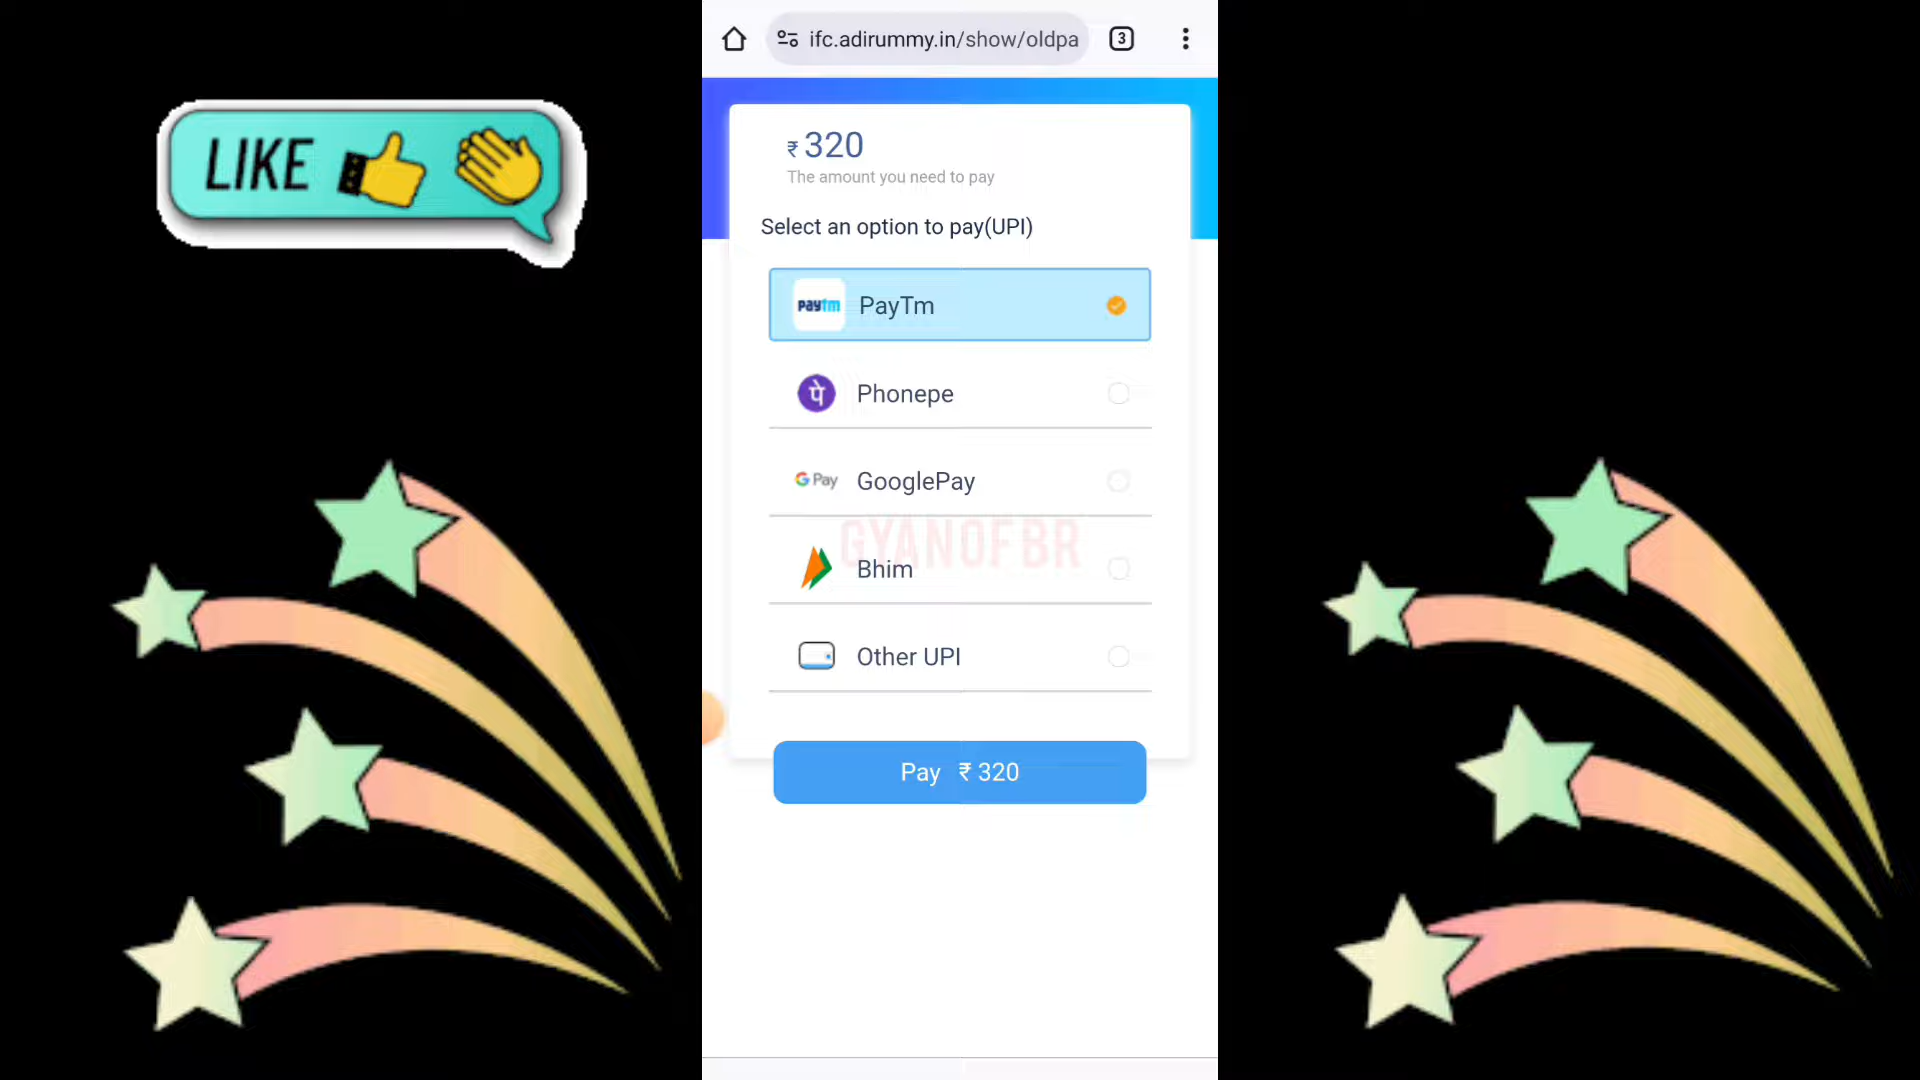 ifc.adirummy.in/show/oldpa
3
LIKE
₹ 320
The amount you need to pay
Select an option to pay(UPI)
paytm PayTm
पे Phonepe
G Pay GooglePay
GYANOFBR
Bhim
Other UPI
Pay ₹ 320